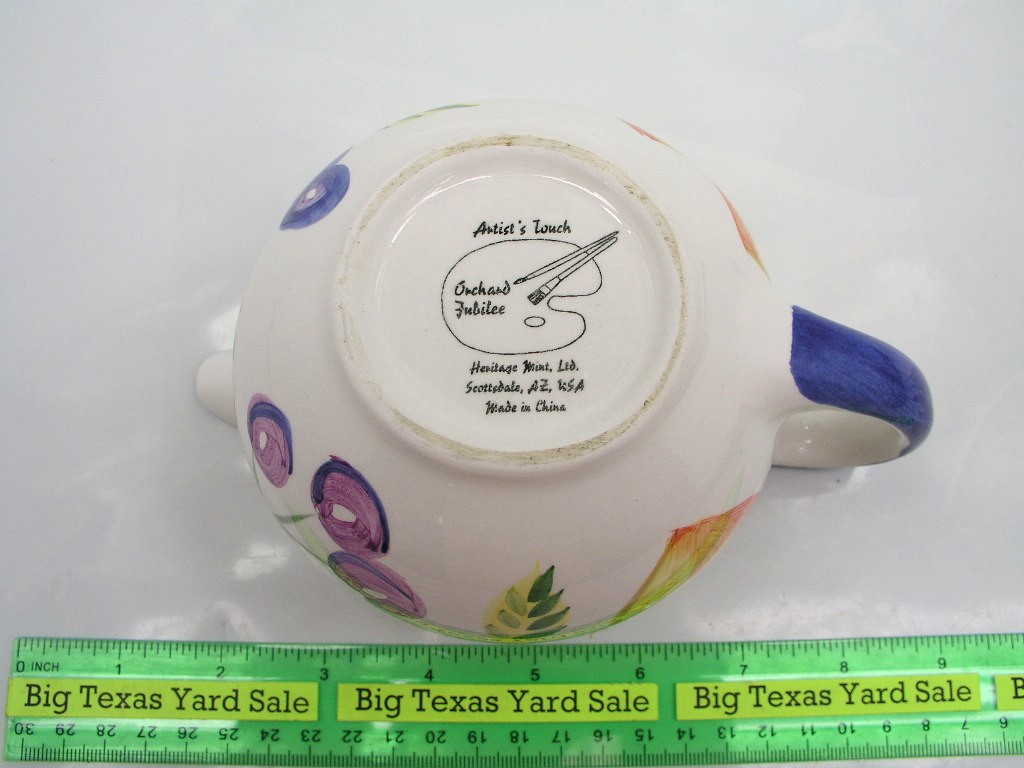 Artist's Touch
Orchard
Jubilee
Heritage Mint, Ltd.
Scottsdale, AZ, USA
Made in China
0 INCH 1 2 3 4 5 6 7 8 9
Big Texas Yard Sale Big Texas Yard Sale Big Texas Yard Sale B
30 29 28 27 26 25 24 23 22 21 20 19 18 17 16 15 14 13 12 11 10 9 8 7 6